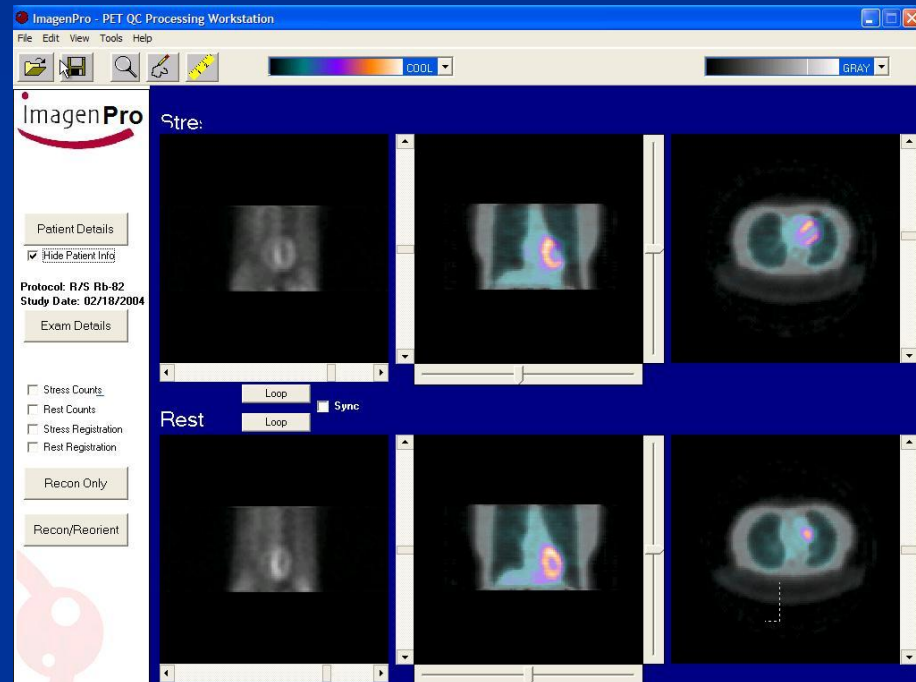 ImagenPro - PET QC Processing Workstation
File Edit View Tools Help
COOL
GRAY
ImagenPro
Patient Details
Hide Patient Info
Protocol: R/S Rb-82
Study Date: 02/18/2004
Exam Details
Stress Counts
Rest Counts
Stress Registration
Rest Registration
Recon Only
Recon/Reorient
Stres
Loop
Sync
Loop
Rest